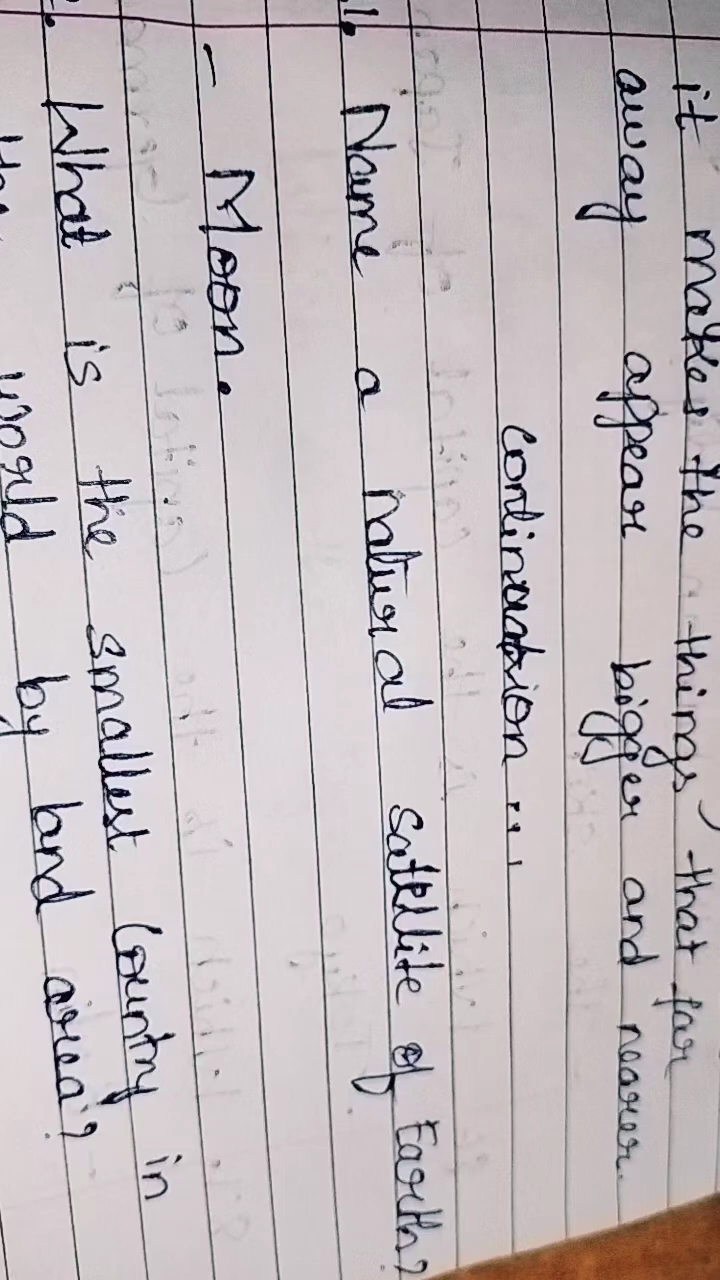 it makes the things that far
away appear bigger and nearer.
Continuation ...
1. Name a natural satellite of Earth?
- Moon.
2. What is the smallest Country in
the world by land area?